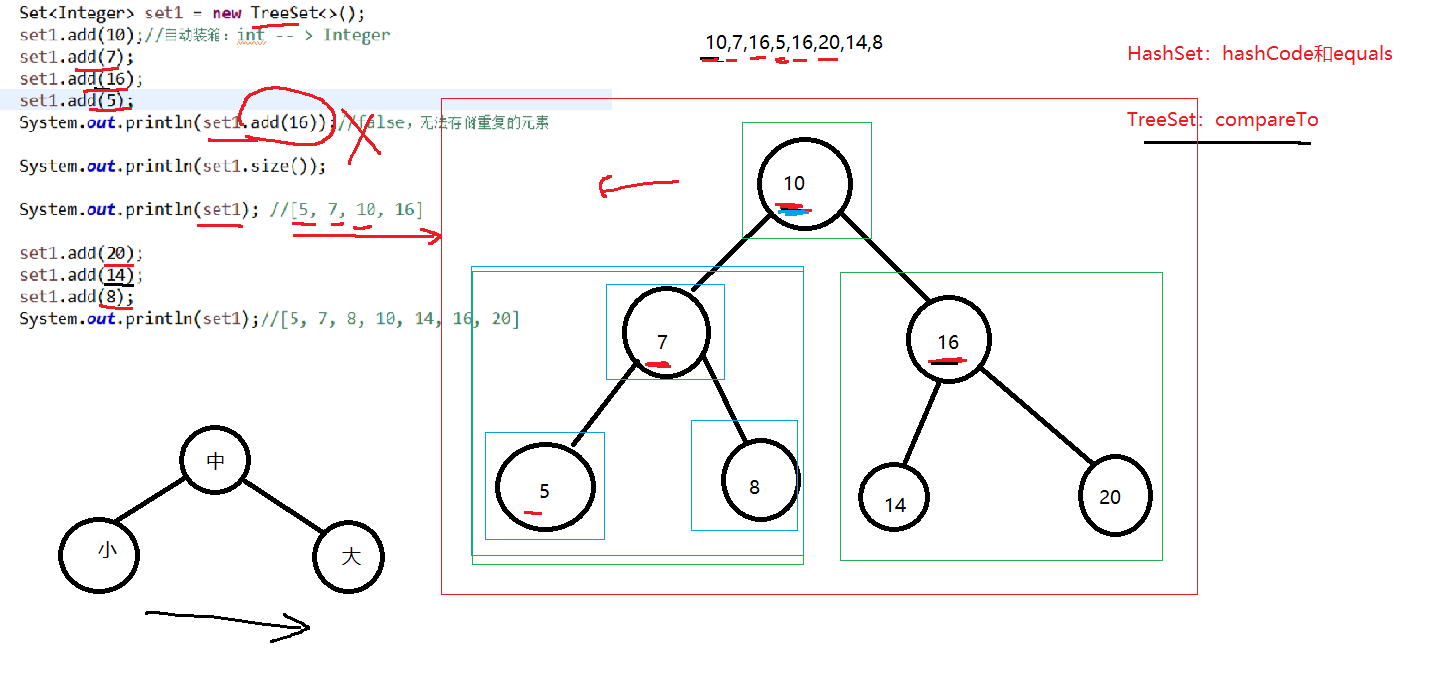 Set<Integer> set1 = new TreeSet<>();
set1.add(10);//自动装箱：int -- > Integer
set1.add(7);
set1.add(16);
set1.add(5);
System.out.println(set1.add(16));//false，无法存储重复的元素
System.out.println(set1.size());
System.out.println(set1); //[5, 7, 10, 16]
set1.add(20);
set1.add(14);
set1.add(8);
System.out.println(set1);//[5, 7, 8, 10, 14, 16, 20]
10,7,16,5,16,20,14,8
HashSet：hashCode和equals
TreeSet：compareTo
10
7
16
5
8
14
20
中
小
大